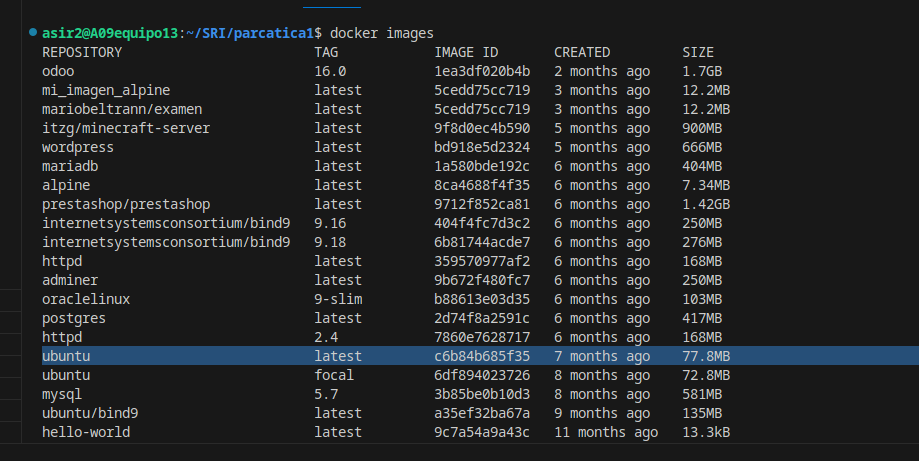 asir2@A09equipo13:~/SRI/parcatica1$ docker images
REPOSITORY TAG IMAGE ID CREATED SIZE
odoo 16.0 1ea3df020b4b 2 months ago 1.7GB
mi_imagen_alpine latest 5cedd75cc719 3 months ago 12.2MB
mariobeltrann/examen latest 5cedd75cc719 3 months ago 12.2MB
itzg/minecraft-server latest 9f8d0ec4b590 5 months ago 900MB
wordpress latest bd918e5d2324 5 months ago 666MB
mariadb latest 1a580bde192c 6 months ago 404MB
alpine latest 8ca4688f4f35 6 months ago 7.34MB
prestashop/prestashop latest 9712f852ca81 6 months ago 1.42GB
internetsystemsconsortium/bind9 9.16 404f4fc7d3c2 6 months ago 250MB
internetsystemsconsortium/bind9 9.18 6b81744acde7 6 months ago 276MB
httpd latest 359570977af2 6 months ago 168MB
adminer latest 9b672f480fc7 6 months ago 250MB
oraclelinux 9-slim b88613e03d35 6 months ago 103MB
postgres latest 2d74f8a2591c 6 months ago 417MB
httpd 2.4 7860e7628717 6 months ago 168MB
ubuntu latest c6b84b685f35 7 months ago 77.8MB
ubuntu focal 6df894023726 8 months ago 72.8MB
mysql 5.7 3b85be0b10d3 8 months ago 581MB
ubuntu/bind9 latest a35ef32ba67a 9 months ago 135MB
hello-world latest 9c7a54a9a43c 11 months ago 13.3kB